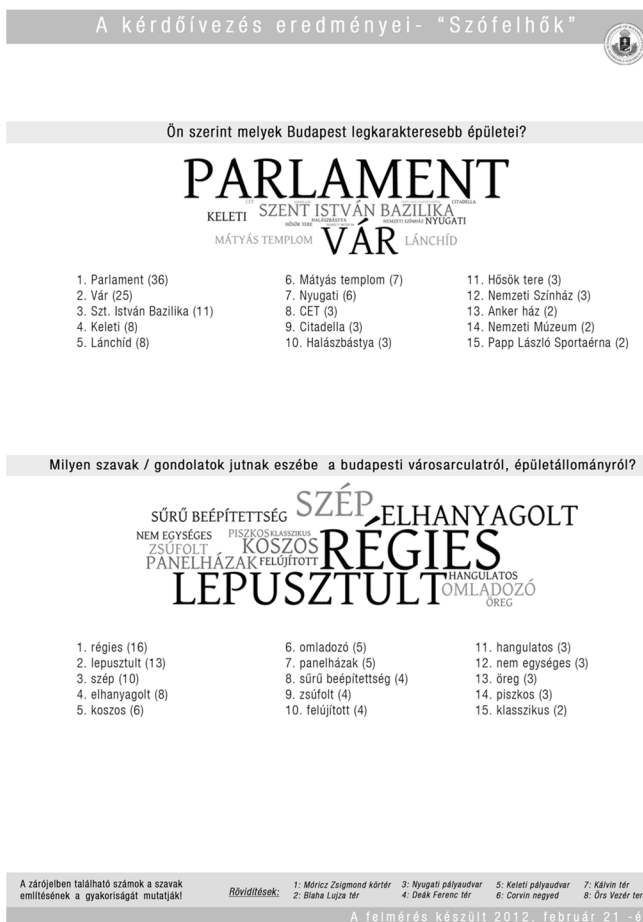 A kérdőívezés eredményei- “Szófelhők”
Ön szerint melyek Budapest legkarakteresebb épületei?
PARLAMENT
CITADELLA
KELETI SZENT ISTVÁN BAZILIKA
HALÁSZBÁSTYA
HŐSÖK TERE NEMZETI SZÍNHÁZ NYUGATI
MÁTYÁS TEMPLOM VÁR LÁNCHÍD
1. Parlament (36)
2. Vár (25)
3. Szt. István Bazilika (11)
4. Keleti (8)
5. Lánchíd (8)
6. Mátyás templom (7)
7. Nyugati (6)
8. CET (3)
9. Citadella (3)
10. Halászbástya (3)
11. Hősök tere (3)
12. Nemzeti Színház (3)
13. Anker ház (2)
14. Nemzeti Múzeum (2)
15. Papp László Sportaérna (2)
Milyen szavak / gondolatok jutnak eszébe a budapesti városarculatról, épületállományról?
SŰRŰ BEÉPÍTETTSÉG SZÉP ELHANYAGOLT
NEM EGYSÉGES PISZKOS KLASSZIKUS
ZSÚFOLT KOSZOS RÉGIES
PANELHÁZAK FELÚJÍTOTT
LEPUSZTULT HANGULATOS
OMLADOZÓ
ÖREG
1. régies (16)
2. lepusztult (13)
3. szép (10)
4. elhanyagolt (8)
5. koszos (6)
6. omladozó (5)
7. panelházak (5)
8. sűrű beépítettség (4)
9. zsúfolt (4)
10. felújított (4)
11. hangulatos (3)
12. nem egységes (3)
13. öreg (3)
14. piszkos (3)
15. klasszikus (2)
A zárójelben található számok a szavak
említésének a gyakoriságát mutatják!
Rövidítések:
1: Móricz Zsigmond körtér
2: Blaha Lujza tér
3: Nyugati pályaudvar
4: Deák Ferenc tér
5: Keleti pályaudvar
6: Corvin negyed
7: Kálvin tér
8: Örs Vezér ter
A felmérés készült 2012. február 21 -é